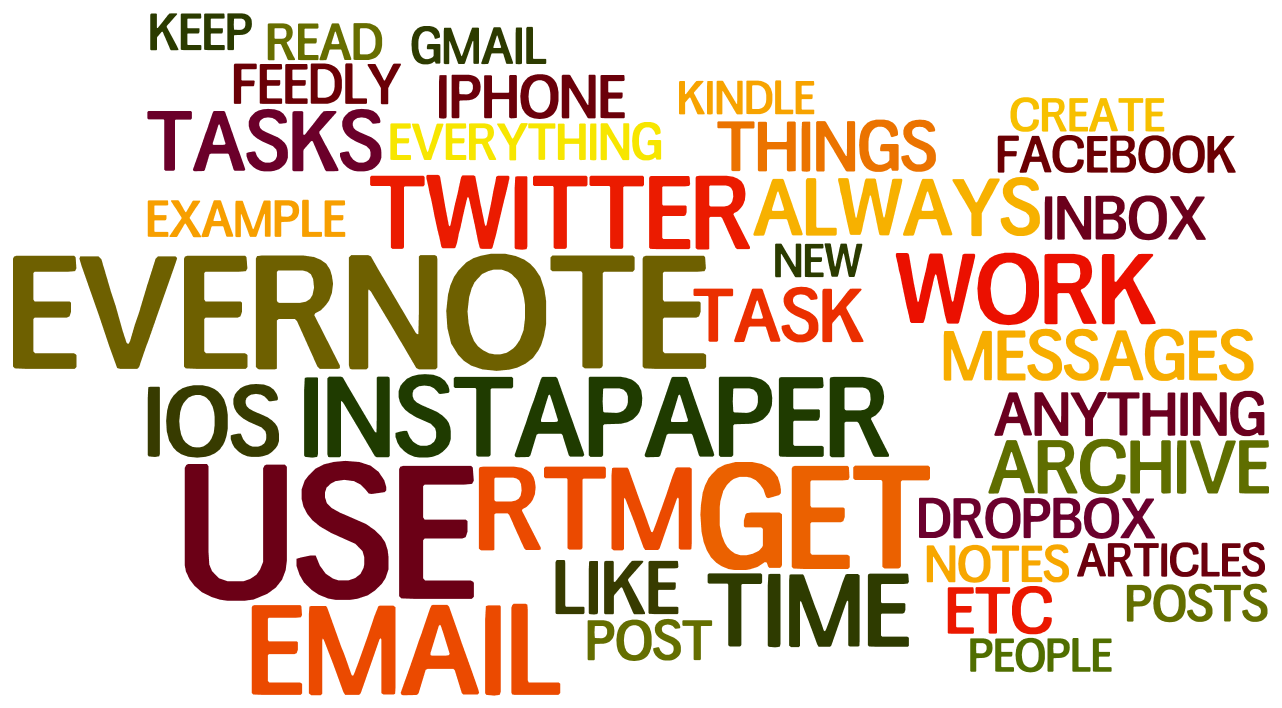 KEEP
READ
GMAIL
FEEDLY
IPHONE
KINDLE
CREATE
TASKS
EVERYTHING
THINGS
FACEBOOK
EXAMPLE
TWITTER
ALWAYS
INBOX
EVERNOTE
NEW
WORK
TASK
MESSAGES
IOS
INSTAPAPER
ANYTHING
ARCHIVE
USE
RTM
GET
DROPBOX
NOTES
ARTICLES
LIKE
TIME
ETC
POSTS
EMAIL
POST
PEOPLE